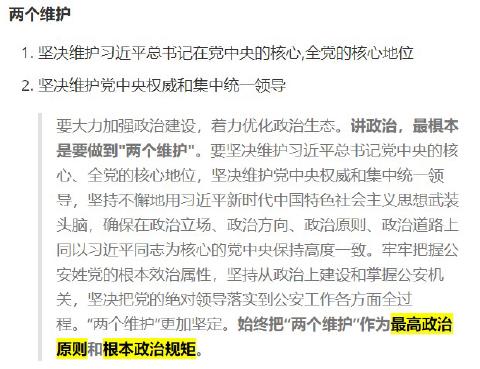 两个维护
1. 坚决维护习近平总书记在党中央的核心,全党的核心地位
2. 坚决维护党中央权威和集中统一领导
要大力加强政治建设，着力优化政治生态。讲政治，最根本
是要做到"两个维护"。要坚决维护习近平总书记党中央的核
心、全党的核心地位，坚决维护党中央权威和集中统一领
导，坚持不懈地用习近平新时代中国特色社会主义思想武装
头脑，确保在政治立场、政治方向、政治原则、政治道路上
同以习近平同志为核心的党中央保持高度一致。牢牢把握公
安姓党的根本效治属性，坚持从政治上建设和掌握公安机
关，坚决把党的绝对领导落实到公安工作各方面全过
程。“两个维护”更加坚定。始终把“两个维护”作为最高政治
原则和根本政治规矩。